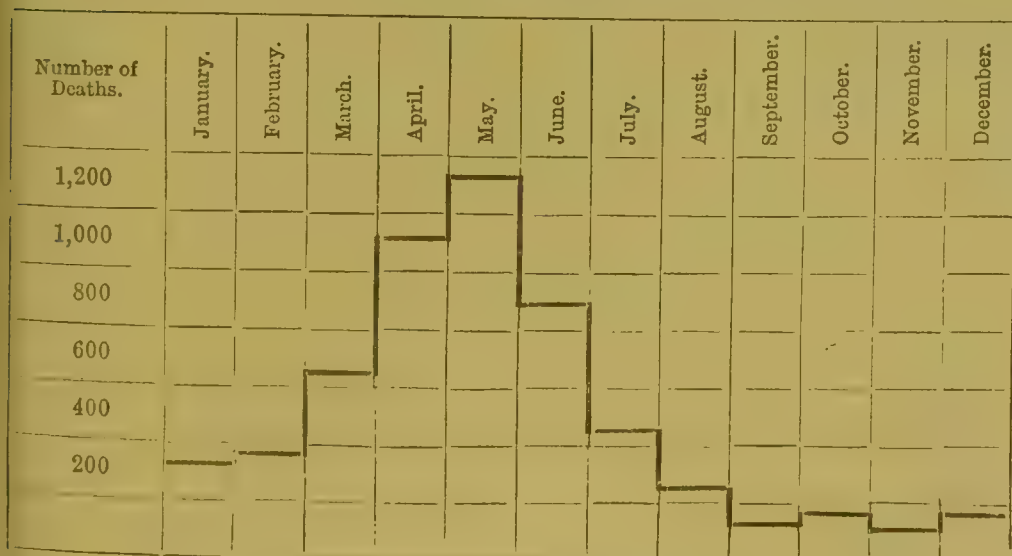 Number of
Deaths.
January.
February.
March.
April.
May.
June.
July.
August.
September.
October.
November.
December.
1,200
1,000
800
600
400
200